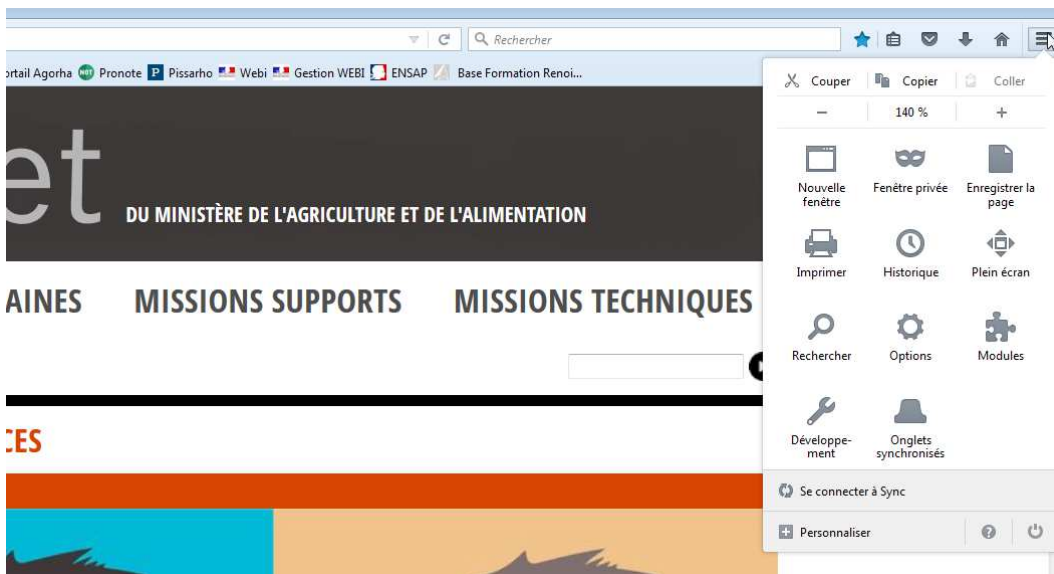 Rechercher
ortail Agorha Pronote Pissarho Webi Gestion WEBI ENSAP Base Formation Renoi...
Couper Copier Coller
− 140 % +
et
DU MINISTÈRE DE L'AGRICULTURE ET DE L'ALIMENTATION
Nouvelle fenêtre
Fenêtre privée
Enregistrer la page
Imprimer Historique Plein écran
AINES MISSIONS SUPPORTS MISSIONS TECHNIQUES
Rechercher Options Modules
CES
Développe-
ment
Onglets
synchronisés
Se connecter à Sync
Personnaliser